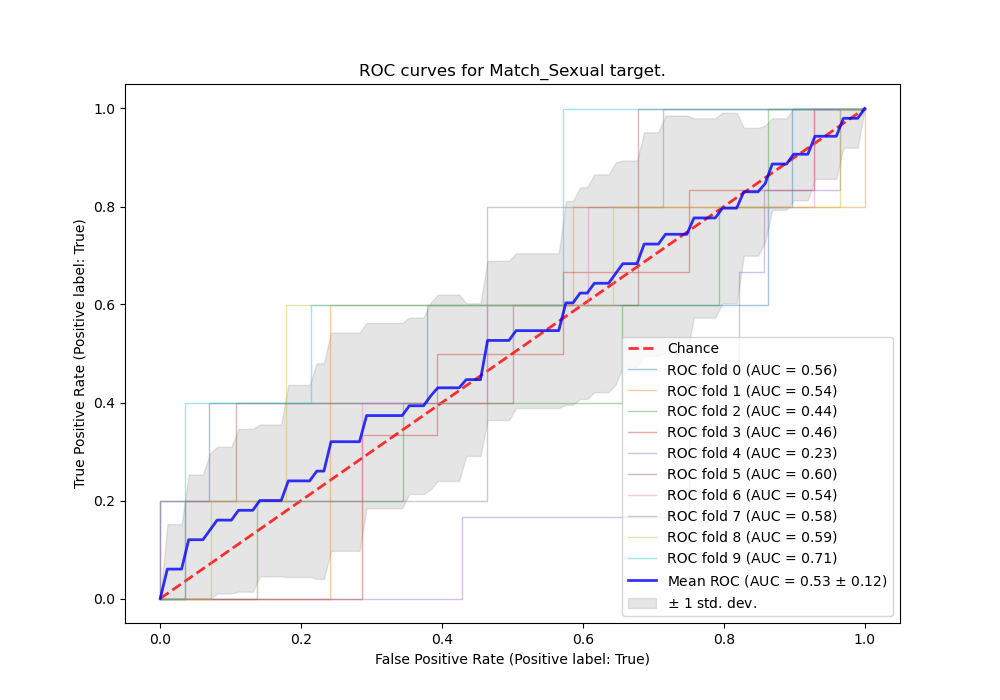 ROC curves for Match_Sexual target.
True Positive Rate (Positive label: True)
1.0
0.8
0.6
0.4
0.2
0.0
0.0 0.2 0.4 0.6 0.8 1.0
False Positive Rate (Positive label: True)
Chance
ROC fold 0 (AUC = 0.56)
ROC fold 1 (AUC = 0.54)
ROC fold 2 (AUC = 0.44)
ROC fold 3 (AUC = 0.46)
ROC fold 4 (AUC = 0.23)
ROC fold 5 (AUC = 0.60)
ROC fold 6 (AUC = 0.54)
ROC fold 7 (AUC = 0.58)
ROC fold 8 (AUC = 0.59)
ROC fold 9 (AUC = 0.71)
Mean ROC (AUC = 0.53 ± 0.12)
± 1 std. dev.